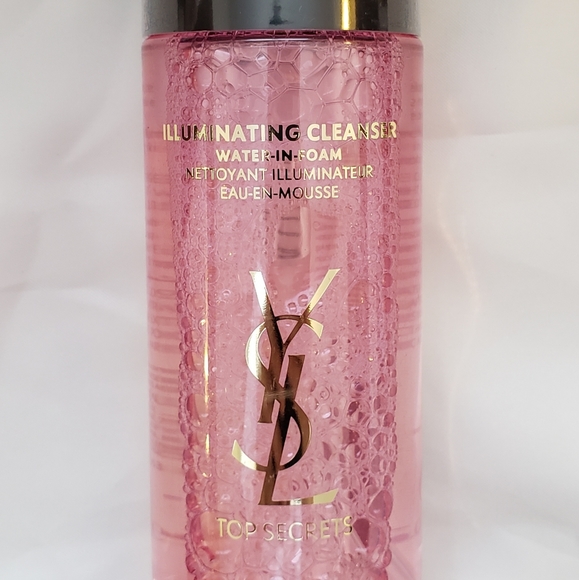 ILLUMINATING CLEANSER
WATER-IN-FOAM
NETTOYANT ILLUMINATEUR
EAU-EN-MOUSSE
YSL
TOP SECRETS